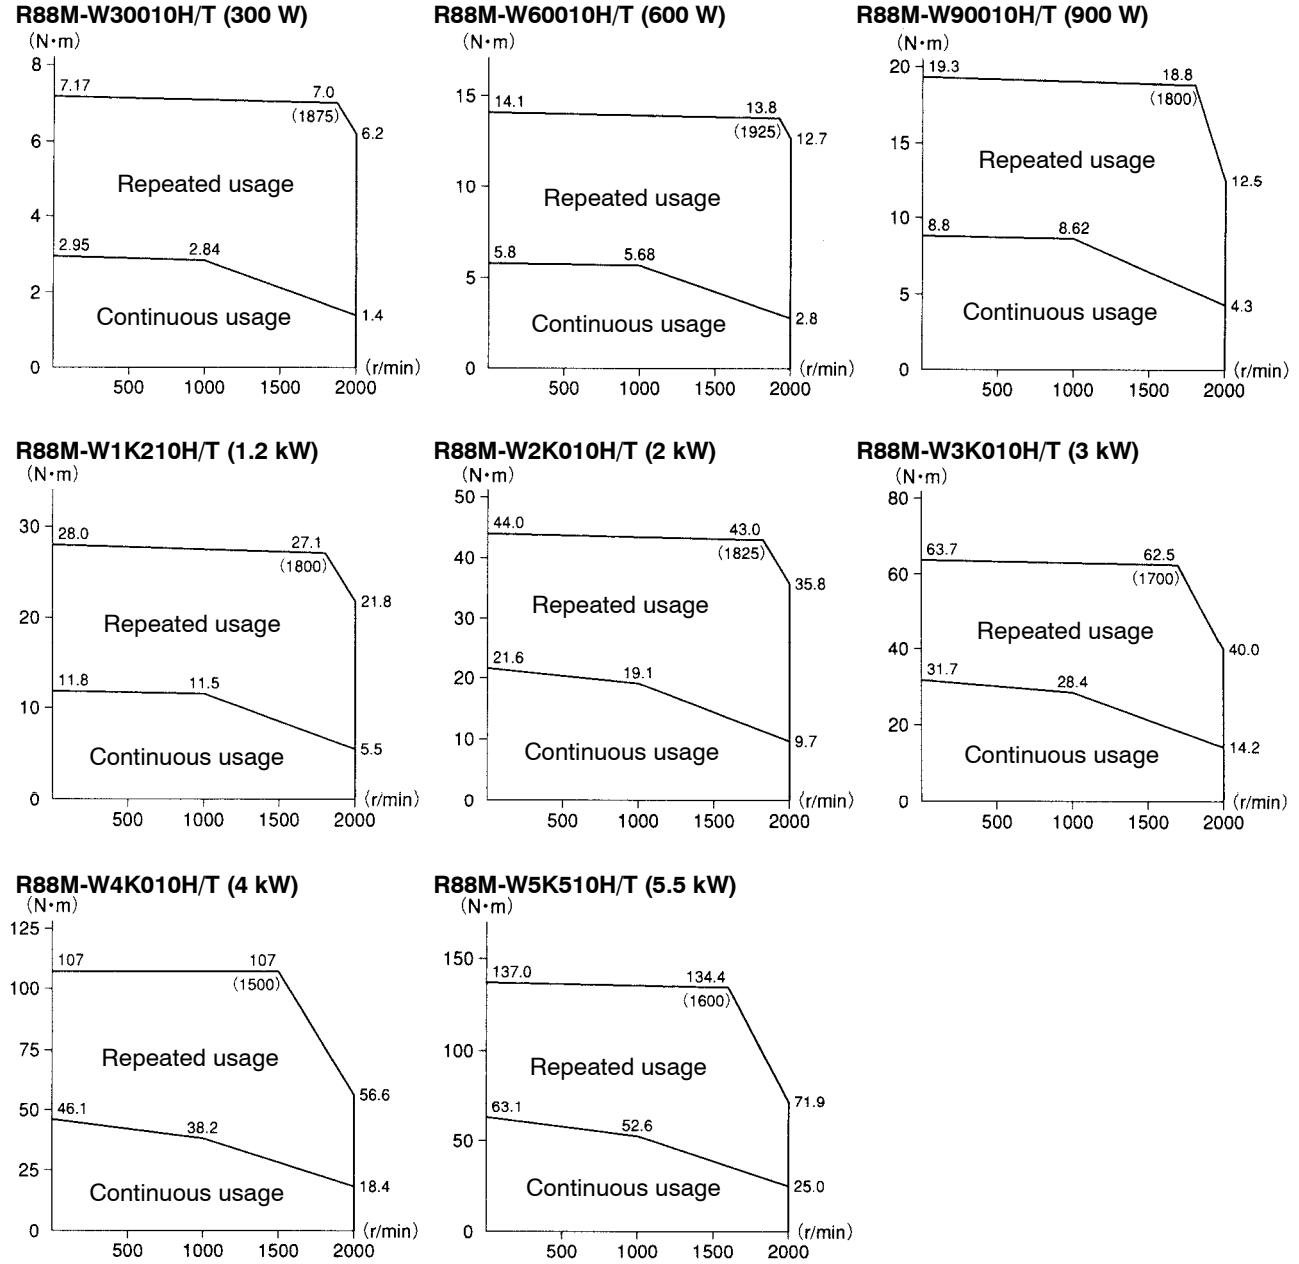 R88M-W30010H/T (300 W)
(N·m)
8
7.17
7.0
(1875)
6.2
6
Repeated usage
4
2.95
2.84
2
Continuous usage
1.4
0
(r/min)
500 1000 1500 2000
R88M-W60010H/T (600 W)
(N·m)
15
14.1
13.8
(1925)
12.7
10
Repeated usage
5.8
5.68
5
Continuous usage
2.8
0
(r/min)
500 1000 1500 2000
R88M-W90010H/T (900 W)
(N·m)
20
19.3
18.8
(1800)
15
Repeated usage
12.5
10
8.8
8.62
5
Continuous usage
4.3
0
(r/min)
500 1000 1500 2000
R88M-W1K210H/T (1.2 kW)
(N·m)
30
28.0
27.1
(1800)
21.8
20
Repeated usage
11.8
11.5
10
Continuous usage
5.5
0
(r/min)
500 1000 1500 2000
R88M-W2K010H/T (2 kW)
(N·m)
50
44.0
43.0
(1825)
40
35.8
Repeated usage
30
21.6
19.1
20
Continuous usage
10
9.7
0
(r/min)
500 1000 1500 2000
R88M-W3K010H/T (3 kW)
(N·m)
80
63.7
62.5
(1700)
60
Repeated usage
40
40.0
31.7
28.4
20
Continuous usage
14.2
0
(r/min)
500 1000 1500 2000
R88M-W4K010H/T (4 kW)
(N·m)
125
107
107
(1500)
100
Repeated usage
75
56.6
50
46.1
38.2
25
Continuous usage
18.4
0
(r/min)
500 1000 1500 2000
R88M-W5K510H/T (5.5 kW)
(N·m)
150
137.0
134.4
(1600)
100
Repeated usage
71.9
63.1
52.6
50
Continuous usage
25.0
0
(r/min)
500 1000 1500 2000